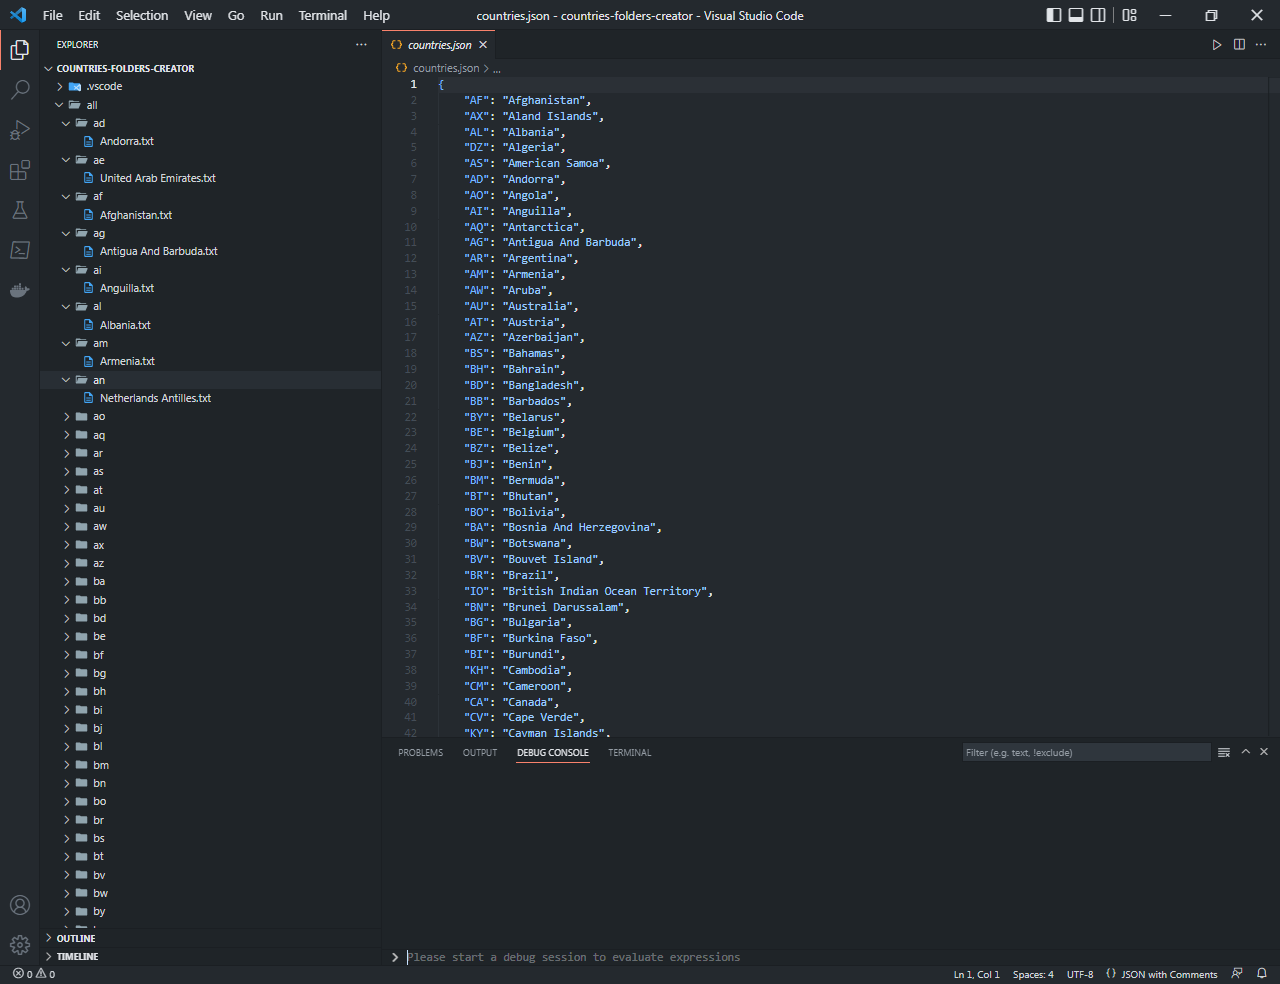 File Edit Selection View Go Run Terminal Help countries.json - countries-folders-creator - Visual Studio Code
EXPLORER
COUNTRIES-FOLDERS-CREATOR
.vscode
all
ad
Andorra.txt
ae
United Arab Emirates.txt
af
Afghanistan.txt
ag
Antigua And Barbuda.txt
ai
Anguilla.txt
al
Albania.txt
am
Armenia.txt
an
Netherlands Antilles.txt
ao
aq
ar
as
at
au
aw
ax
az
ba
bb
bd
be
bf
bg
bh
bi
bj
bl
bm
bn
bo
br
bs
bt
bv
bw
by
OUTLINE
TIMELINE
countries.json
countries.json > ...
1 {
2 "AF": "Afghanistan",
3 "AX": "Aland Islands",
4 "AL": "Albania",
5 "DZ": "Algeria",
6 "AS": "American Samoa",
7 "AD": "Andorra",
8 "AO": "Angola",
9 "AI": "Anguilla",
10 "AQ": "Antarctica",
11 "AG": "Antigua And Barbuda",
12 "AR": "Argentina",
13 "AM": "Armenia",
14 "AW": "Aruba",
15 "AU": "Australia",
16 "AT": "Austria",
17 "AZ": "Azerbaijan",
18 "BS": "Bahamas",
19 "BH": "Bahrain",
20 "BD": "Bangladesh",
21 "BB": "Barbados",
22 "BY": "Belarus",
23 "BE": "Belgium",
24 "BZ": "Belize",
25 "BJ": "Benin",
26 "BM": "Bermuda",
27 "BT": "Bhutan",
28 "BO": "Bolivia",
29 "BA": "Bosnia And Herzegovina",
30 "BW": "Botswana",
31 "BV": "Bouvet Island",
32 "BR": "Brazil",
33 "IO": "British Indian Ocean Territory",
34 "BN": "Brunei Darussalam",
35 "BG": "Bulgaria",
36 "BF": "Burkina Faso",
37 "BI": "Burundi",
38 "KH": "Cambodia",
39 "CM": "Cameroon",
40 "CA": "Canada",
41 "CV": "Cape Verde",
42 "KY": "Cayman Islands",
PROBLEMS OUTPUT DEBUG CONSOLE TERMINAL Filter (e.g. text, !exclude)
Please start a debug session to evaluate expressions
0 0 Ln 1, Col 1 Spaces: 4 UTF-8 {} JSON with Comments